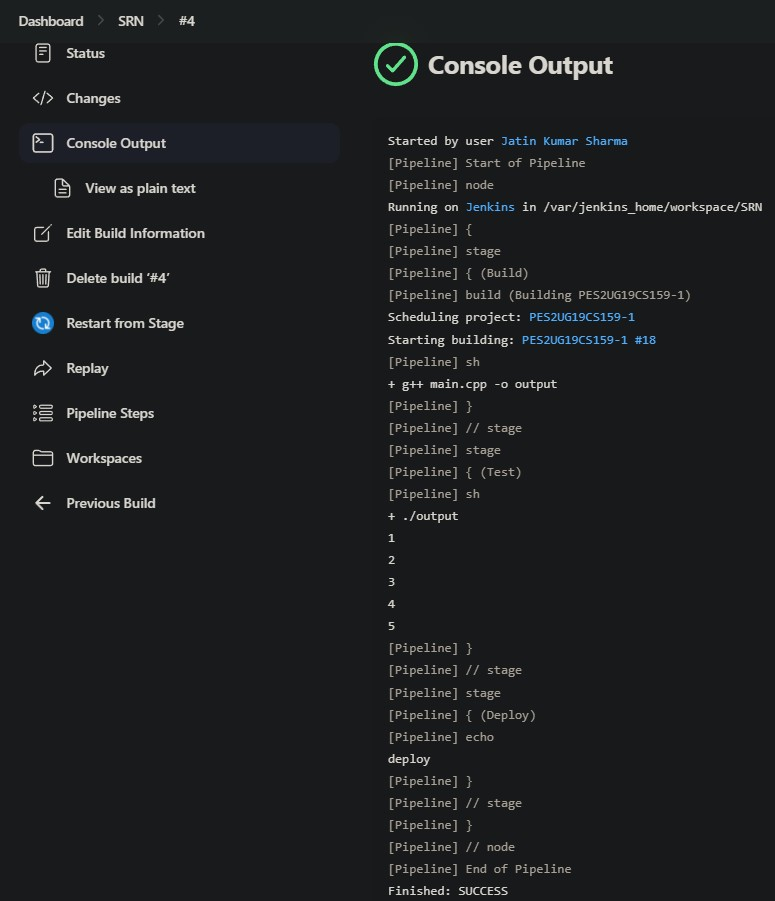 Dashboard > SRN > #4
Status
Changes
Console Output
View as plain text
Edit Build Information
Delete build ‘#4’
Restart from Stage
Replay
Pipeline Steps
Workspaces
Previous Build
Console Output
Started by user Jatin Kumar Sharma
[Pipeline] Start of Pipeline
[Pipeline] node
Running on Jenkins in /var/jenkins_home/workspace/SRN
[Pipeline] {
[Pipeline] stage
[Pipeline] { (Build)
[Pipeline] build (Building PES2UG19CS159-1)
Scheduling project: PES2UG19CS159-1
Starting building: PES2UG19CS159-1 #18
[Pipeline] sh
+ g++ main.cpp -o output
[Pipeline] }
[Pipeline] // stage
[Pipeline] stage
[Pipeline] { (Test)
[Pipeline] sh
+ ./output
1
2
3
4
5
[Pipeline] }
[Pipeline] // stage
[Pipeline] stage
[Pipeline] { (Deploy)
[Pipeline] echo
deploy
[Pipeline] }
[Pipeline] // stage
[Pipeline] }
[Pipeline] // node
[Pipeline] End of Pipeline
Finished: SUCCESS